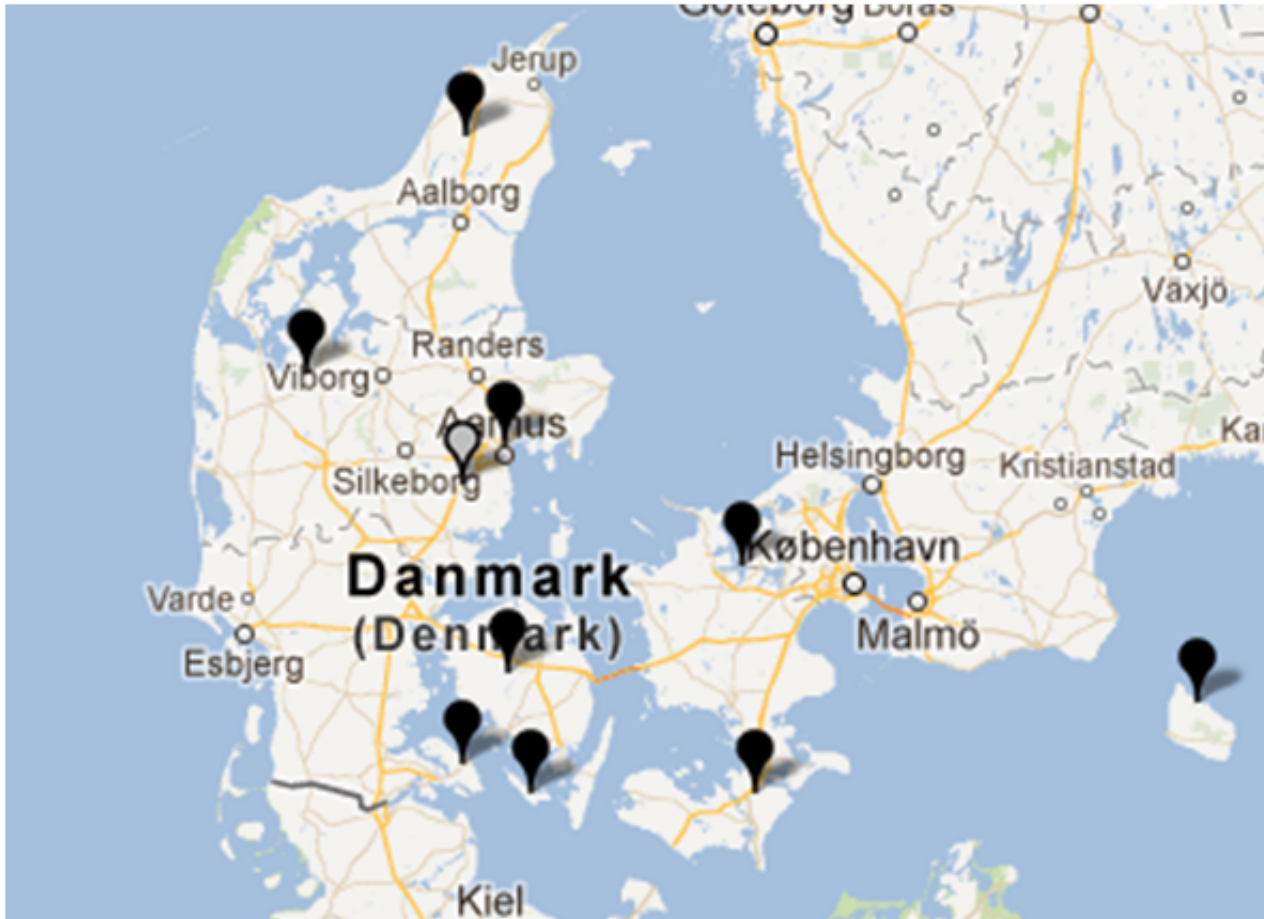 Göteborg
Borås
Jerup
Aalborg
Växjö
Randers
Viborg
Aarhus
Helsingborg
Kristianstad
Silkeborg
København
Danmark
(Denmark)
Varde
Malmö
Esbjerg
Kiel